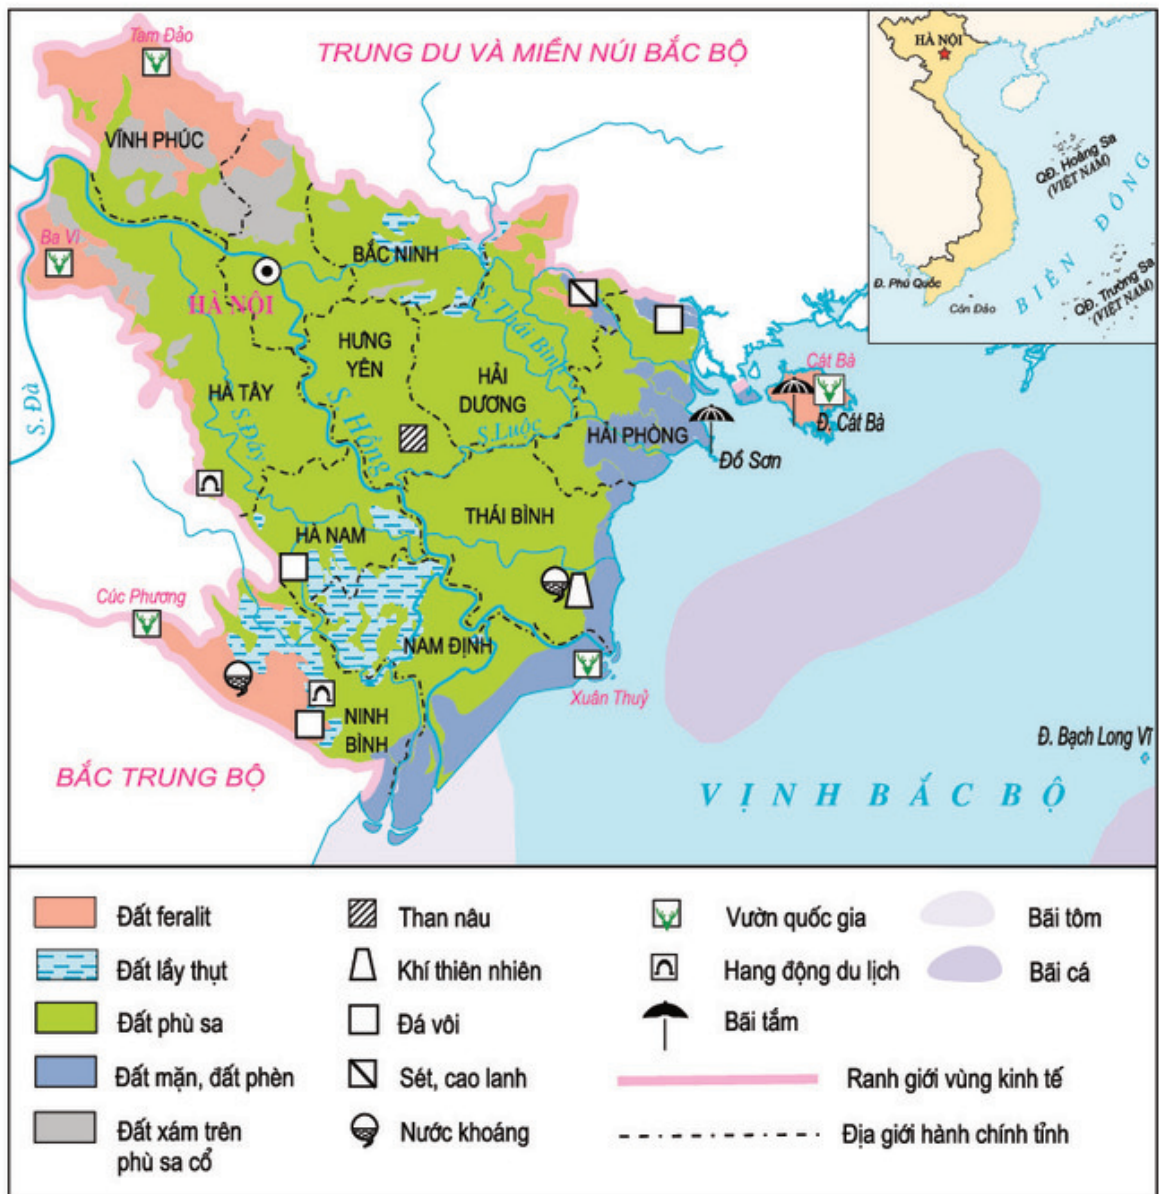 Tam Đảo
TRUNG DU VÀ MIỀN NÚI BẮC BỘ
HÀ NỘI
VĨNH PHÚC
QĐ. Hoàng Sa
(VIỆT NAM)
BIỂN ĐÔNG
Ba Vì
BẮC NINH
QĐ. Trường Sa
(VIỆT NAM)
Đ. Phú Quốc
Côn Đảo
HÀ NỘI
S. Thái Bình
HƯNG
YÊN
S. Đà
HÀ TÂY
HẢI
DƯƠNG
Cát Bà
S. Đáy
S. Hồng
S. Luộc
HẢI PHÒNG
Đ. Cát Bà
Đồ Sơn
THÁI BÌNH
HÀ NAM
Cúc Phương
NAM ĐỊNH
Xuân Thuỷ
NINH
BÌNH
Đ. Bạch Long Vĩ
BẮC TRUNG BỘ
VỊNH BẮC BỘ
Đất feralit
Than nâu
Vườn quốc gia
Bãi tôm
Đất lầy thụt
Khí thiên nhiên
Hang động du lịch
Bãi cá
Đất phù sa
Đá vôi
Bãi tắm
Đất mặn, đất phèn
Sét, cao lanh
Ranh giới vùng kinh tế
Đất xám trên
phù sa cổ
Nước khoáng
Địa giới hành chính tỉnh